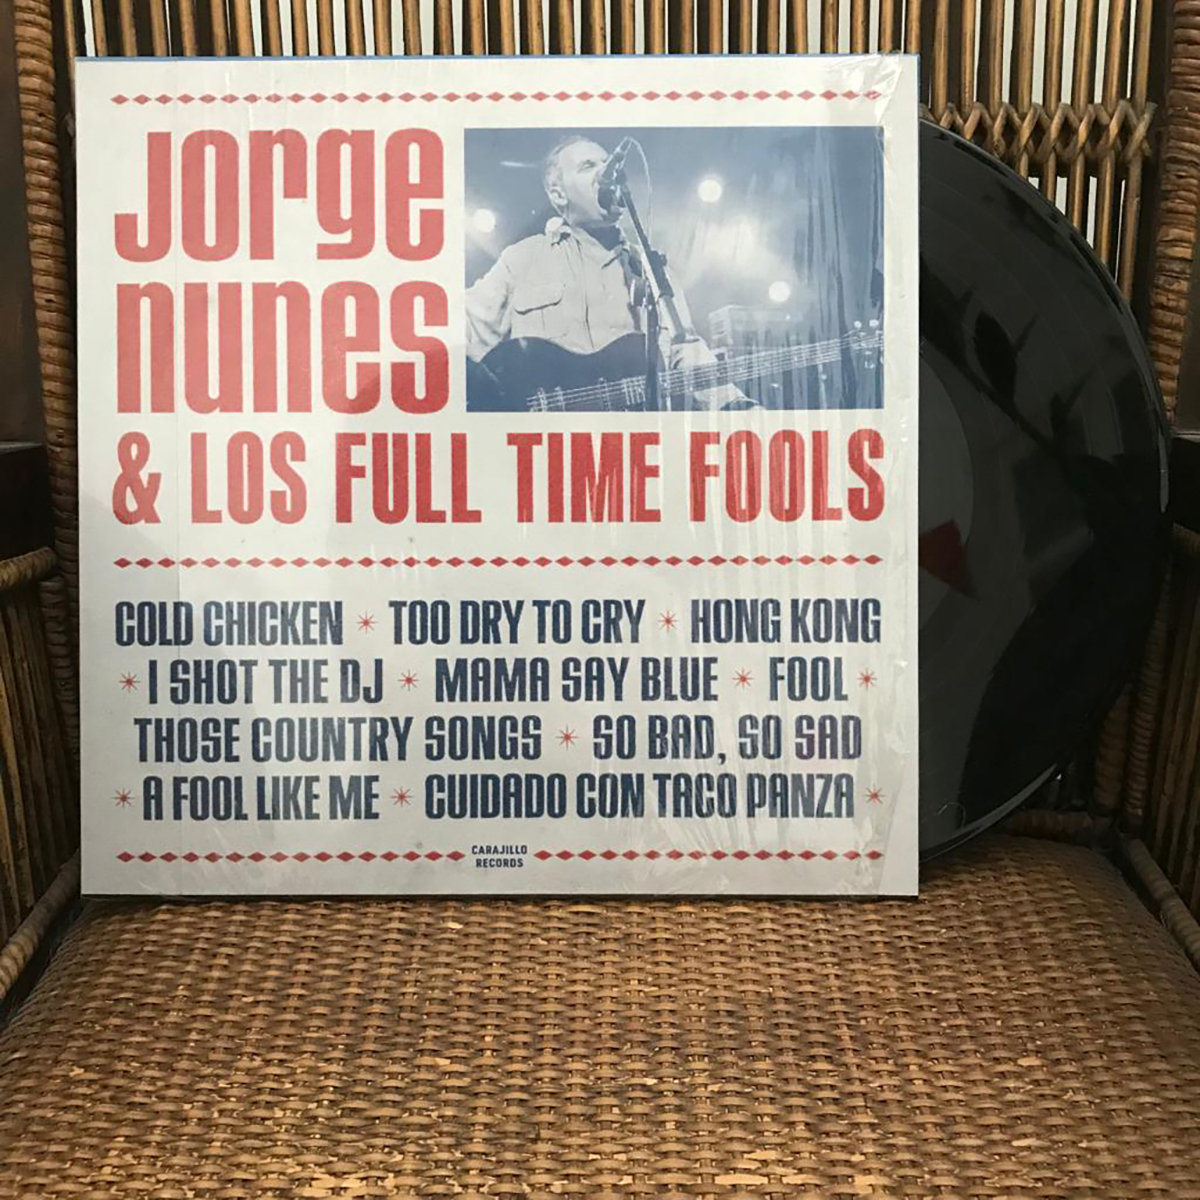 Jorge
nunes
& LOS FULL TIME FOOLS
COLD CHICKEN * TOO DRY TO CRY * HONG KONG
* I SHOT THE DJ * MAMA SAY BLUE * FOOL *
THOSE COUNTRY SONGS * SO BAD, SO SAD
* A FOOL LIKE ME * CUIDADO CON TACO PANZA *
CARAJILLO
RECORDS